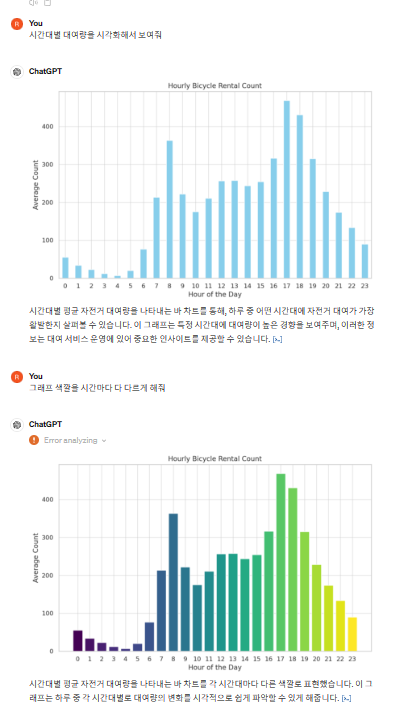 R You
시간대별 대여량을 시각화해서 보여줘
ChatGPT
Hourly Bicycle Rental Count
400
300
200
100
0
Average Count
0 1 2 3 4 5 6 7 8 9 10 11 12 13 14 15 16 17 18 19 20 21 22 23
Hour of the Day
시간대별 평균 자전거 대여량을 나타내는 바 차트를 통해, 하루 중 어떤 시간대에 자전거 대여가 가장
활발한지 살펴볼 수 있습니다. 이 그래프는 특정 시간대에 대여량이 높은 경향을 보여주며, 이러한 정
보는 대여 서비스 운영에 있어 중요한 인사이트를 제공할 수 있습니다. [>-]
R You
그래프 색깔을 시간마다 다 다르게 해줘
ChatGPT
Error analyzing
Hourly Bicycle Rental Count
400
300
200
100
0
Average Count
0 1 2 3 4 5 6 7 8 9 10 11 12 13 14 15 16 17 18 19 20 21 22 23
Hour of the Day
시간대별 평균 자전거 대여량을 나타내는 바 차트를 각 시간대마다 다른 색깔로 표현했습니다. 이 그
래프는 하루 중 각 시간대별로 대여량의 변화를 시각적으로 쉽게 파악할 수 있게 해줍니다. [>-]